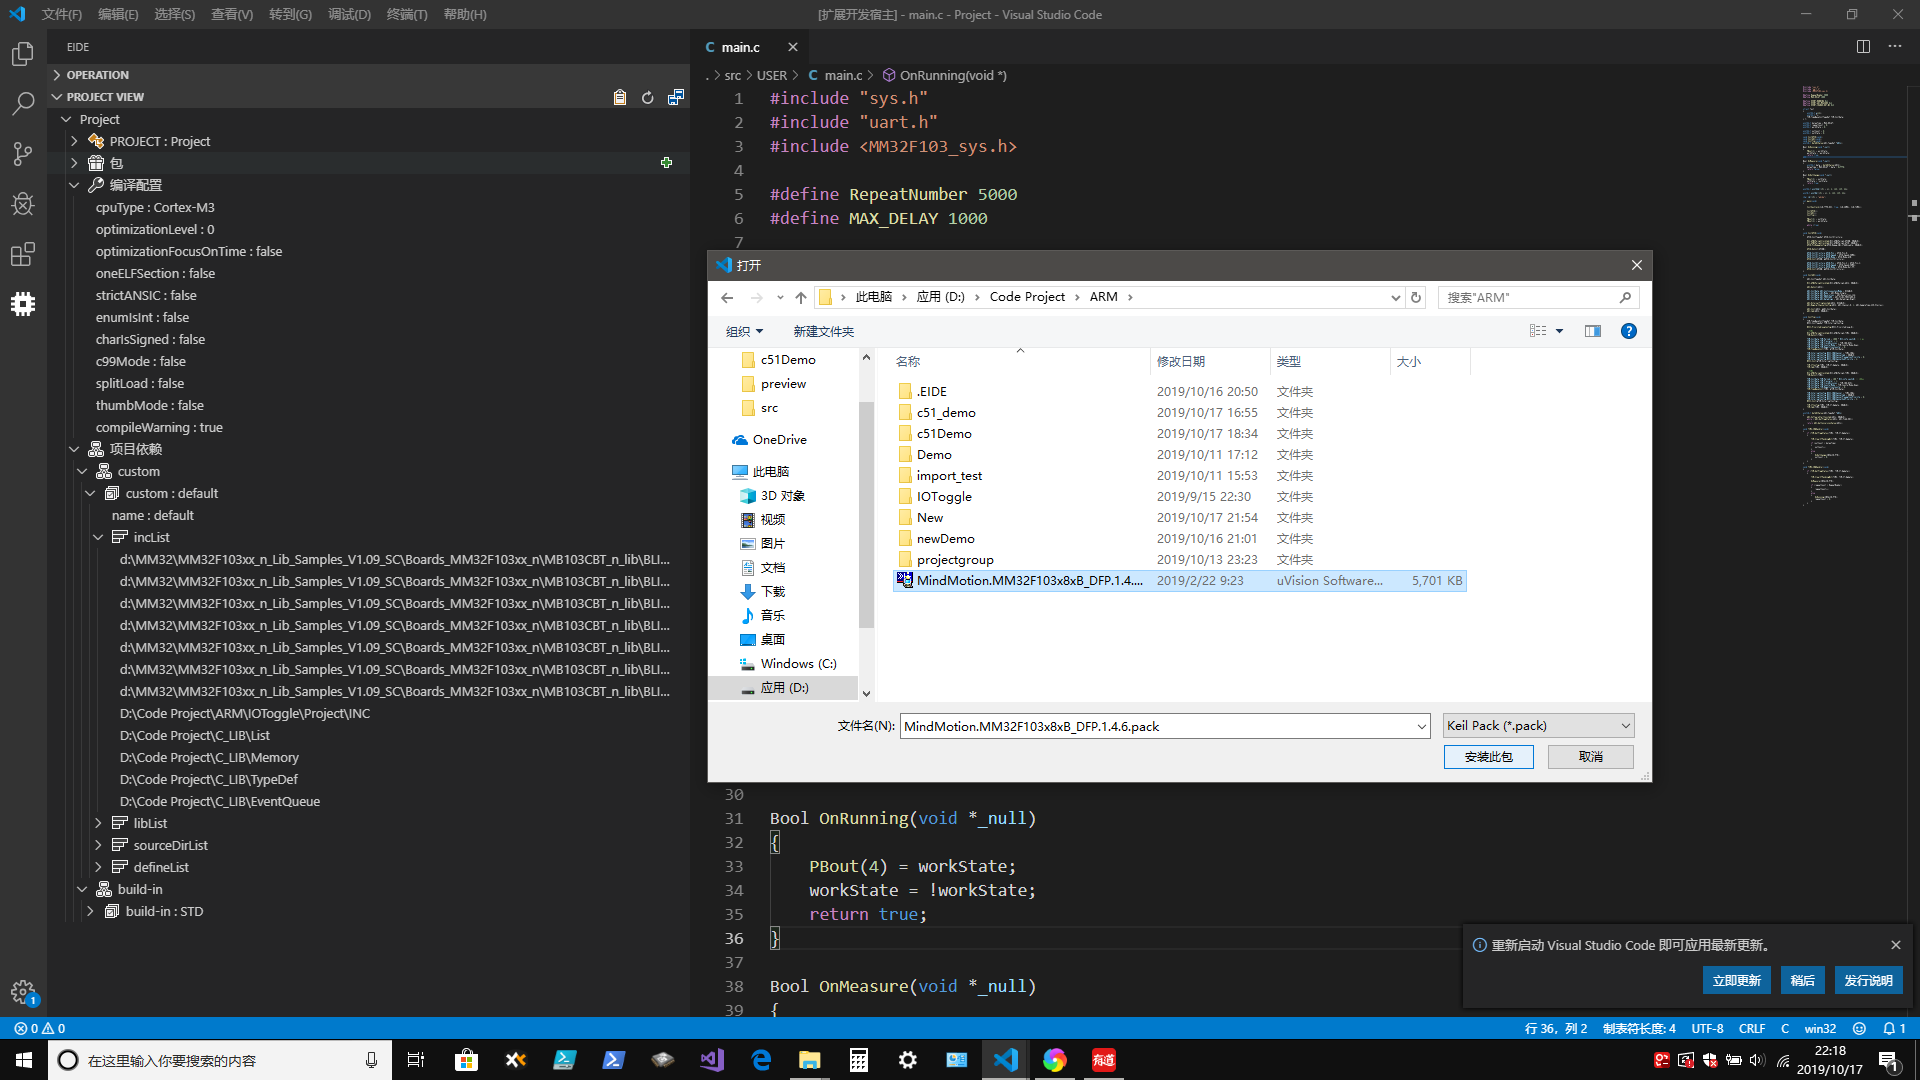 文件(F) 编辑(E) 选择(S) 查看(V) 转到(G) 调试(D) 终端(T) 帮助(H)
[扩展开发宿主] - main.c - Project - Visual Studio Code
EIDE
OPERATION
PROJECT VIEW
Project
PROJECT : Project
包
编译配置
cpuType : Cortex-M3
optimizationLevel : 0
optimizationFocusOnTime : false
oneELFSection : false
strictANSIC : false
enumIsInt : false
charIsSigned : false
c99Mode : false
splitLoad : false
thumbMode : false
compileWarning : true
项目依赖
custom
custom : default
name : default
incList
d:\MM32\MM32F103xx_n_Lib_Samples_V1.09_SC\Boards_MM32F103xx_n\MB103CBT_n_lib\BLI...
d:\MM32\MM32F103xx_n_Lib_Samples_V1.09_SC\Boards_MM32F103xx_n\MB103CBT_n_lib\BLI...
d:\MM32\MM32F103xx_n_Lib_Samples_V1.09_SC\Boards_MM32F103xx_n\MB103CBT_n_lib\BLI...
d:\MM32\MM32F103xx_n_Lib_Samples_V1.09_SC\Boards_MM32F103xx_n\MB103CBT_n_lib\BLI...
d:\MM32\MM32F103xx_n_Lib_Samples_V1.09_SC\Boards_MM32F103xx_n\MB103CBT_n_lib\BLI...
d:\MM32\MM32F103xx_n_Lib_Samples_V1.09_SC\Boards_MM32F103xx_n\MB103CBT_n_lib\BLI...
d:\MM32\MM32F103xx_n_Lib_Samples_V1.09_SC\Boards_MM32F103xx_n\MB103CBT_n_lib\BLI...
D:\Code Project\ARM\IOToggle\Project\INC
D:\Code Project\C_LIB\List
D:\Code Project\C_LIB\Memory
D:\Code Project\C_LIB\TypeDef
D:\Code Project\C_LIB\EventQueue
libList
sourceDirList
defineList
build-in
build-in : STD
1
C main.c
. > src > USER > C main.c > OnRunning(void *)
1 #include "sys.h"
2 #include "uart.h"
3 #include <MM32F103_sys.h>
4
5 #define RepeatNumber 5000
6 #define MAX_DELAY 1000
7
打开
此电脑 > 应用 (D:) > Code Project > ARM >
搜索"ARM"
组织 新建文件夹
c51Demo
preview
src
OneDrive
此电脑
3D 对象
视频
图片
文档
下载
音乐
桌面
Windows (C:)
应用 (D:)
名称 修改日期 类型 大小
.EIDE 2019/10/16 20:50 文件夹
c51_demo 2019/10/17 16:55 文件夹
c51Demo 2019/10/17 18:34 文件夹
Demo 2019/10/11 17:12 文件夹
import_test 2019/10/11 15:53 文件夹
IOToggle 2019/9/15 22:30 文件夹
New 2019/10/17 21:54 文件夹
newDemo 2019/10/16 21:01 文件夹
projectgroup 2019/10/13 23:23 文件夹
MindMotion.MM32F103x8xB_DFP.1.4.... 2019/2/22 9:23 uVision Software... 5,701 KB
文件名(N): MindMotion.MM32F103x8xB_DFP.1.4.6.pack
Keil Pack (*.pack)
安装此包 取消
30
31 Bool OnRunning(void *_null)
32 {
33 PBout(4) = workState;
34 workState = !workState;
35 return true;
36 }
37
38 Bool OnMeasure(void *_null)
39 {
重新启动 Visual Studio Code 即可应用最新更新。
立即更新 稍后 发行说明
0 0
行 36，列 2 制表符长度: 4 UTF-8 CRLF C win32 1
在这里输入你要搜索的内容
有道
22:18
2019/10/17
1